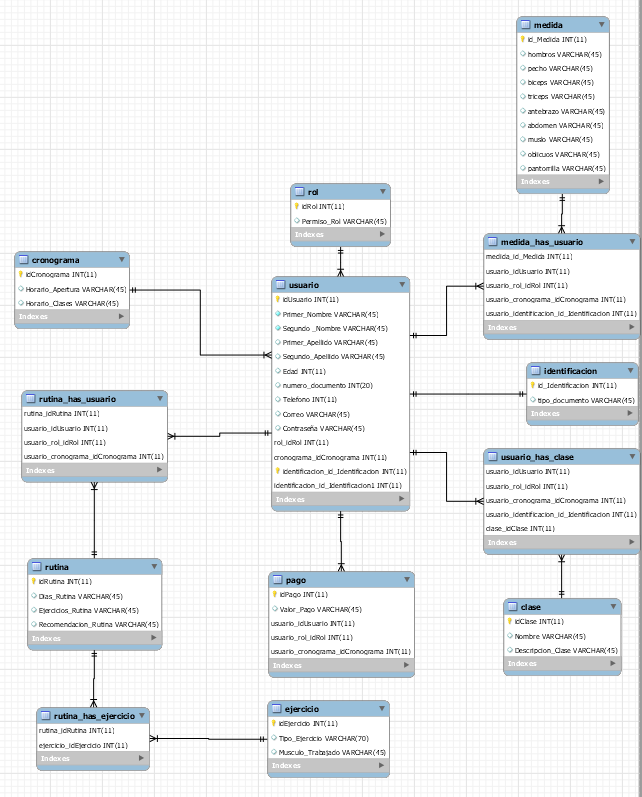 medida
id_Medida INT(11)
hombros VARCHAR(45)
pecho VARCHAR(45)
biceps VARCHAR(45)
triceps VARCHAR(45)
antebrazo VARCHAR(45)
abdomen VARCHAR(45)
muslo VARCHAR(45)
oblicuos VARCHAR(45)
pantorrilla VARCHAR(45)
Indexes
rol
idRol INT(11)
Permiso_Rol VARCHAR(45)
Indexes
medida_has_usuario
medida_id_Medida INT(11)
usuario_idUsuario INT(11)
usuario_rol_idRol INT(11)
usuario_cronograma_idCronograma INT(11)
usuario_identificacion_id_Identificacion INT(11)
Indexes
cronograma
idCronograma INT(11)
Horario_Apertura VARCHAR(45)
Horario_Clases VARCHAR(45)
Indexes
usuario
idUsuario INT(11)
Primer_Nombre VARCHAR(45)
Segundo _Nombre VARCHAR(45)
Primer_Apellido VARCHAR(45)
Segundo_Apellido VARCHAR(45)
Edad INT(11)
numero_documento INT(20)
Telefono INT(11)
Correo VARCHAR(45)
Contraseña VARCHAR(45)
rol_idRol INT(11)
cronograma_idCronograma INT(11)
identificacion_id_Identificacion INT(11)
identificacion_id_Identificacion1 INT(11)
Indexes
identificacion
id_Identificacion INT(11)
tipo_documento VARCHAR(45)
Indexes
rutina_has_usuario
rutina_idRutina INT(11)
usuario_idUsuario INT(11)
usuario_rol_idRol INT(11)
usuario_cronograma_idCronograma INT(11)
Indexes
usuario_has_clase
usuario_idUsuario INT(11)
usuario_rol_idRol INT(11)
usuario_cronograma_idCronograma INT(11)
usuario_identificacion_id_Identificacion INT(11)
clase_idClase INT(11)
Indexes
rutina
idRutina INT(11)
Dias_Rutina VARCHAR(45)
Ejercicios_Rutina VARCHAR(45)
Recomendacion_Rutina VARCHAR(45)
Indexes
pago
idPago INT(11)
Valor_Pago VARCHAR(45)
usuario_idUsuario INT(11)
usuario_rol_idRol INT(11)
usuario_cronograma_idCronograma INT(11)
Indexes
clase
idClase INT(11)
Nombre VARCHAR(45)
Descripcion_Clase VARCHAR(45)
Indexes
rutina_has_ejercicio
rutina_idRutina INT(11)
ejercicio_idEjercicio INT(11)
Indexes
ejercicio
idEjercicio INT(11)
Tipo_Ejercicio VARCHAR(70)
Musculo_Trabajado VARCHAR(45)
Indexes